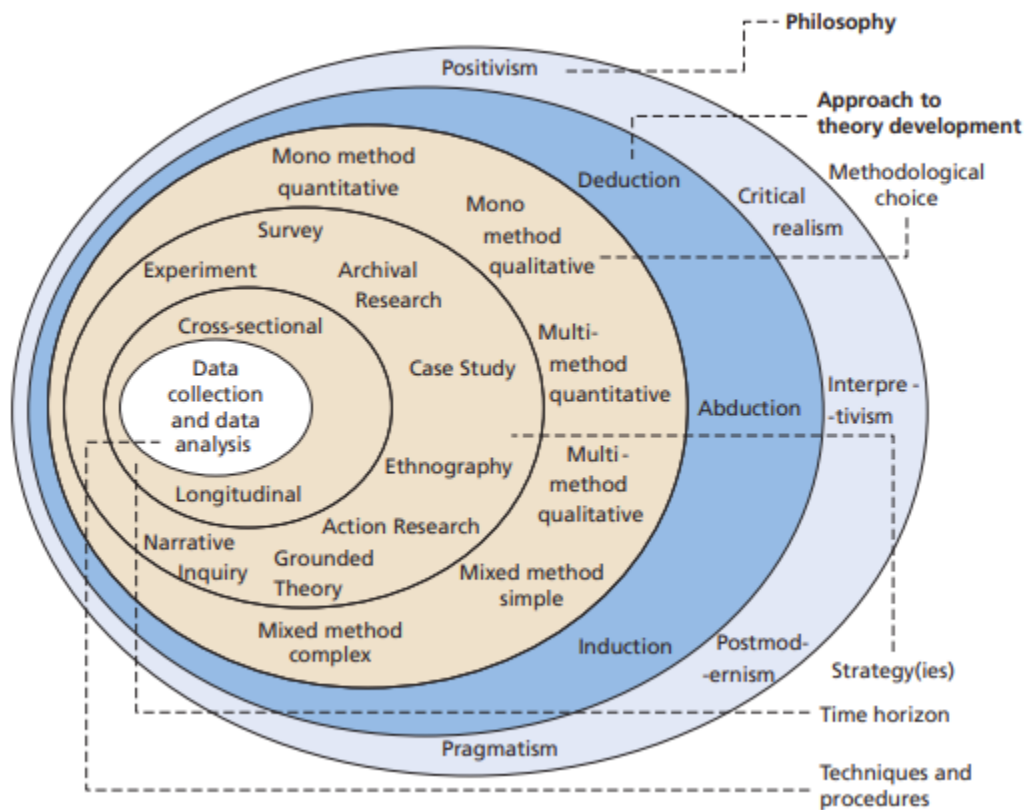 Philosophy
Positivism
Approach to
theory development
Mono method
quantitative
Deduction
Methodological
choice
Critical
realism
Mono
method
qualitative
Survey
Experiment
Archival
Research
Cross-sectional
Data
collection
and data
analysis
Case Study
Multi-
method
quantitative
Abduction
Interpre -
-tivism
Ethnography
Multi -
method
qualitative
Longitudinal
Action Research
Narrative
Inquiry
Grounded
Theory
Mixed method
simple
Mixed method
complex
Induction
Postmod-
-ernism
Strategy(ies)
Time horizon
Pragmatism
Techniques and
procedures